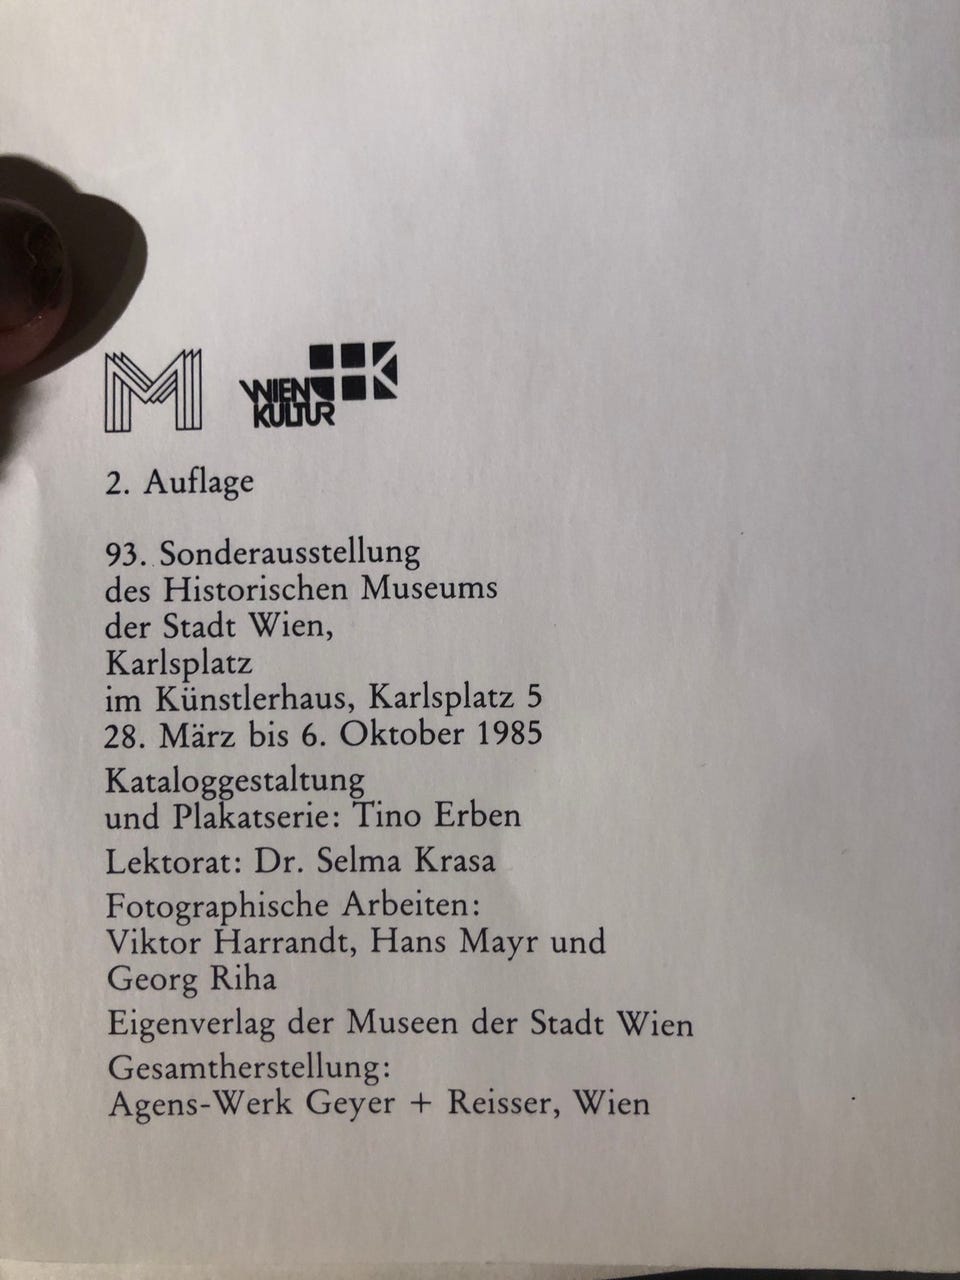 M
WIEN
KULTUR
K
2. Auflage
93. Sonderausstellung
des Historischen Museums
der Stadt Wien,
Karlsplatz
im Künstlerhaus, Karlsplatz 5
28. März bis 6. Oktober 1985
Kataloggestaltung
und Plakatserie: Tino Erben
Lektorat: Dr. Selma Krasa
Fotographische Arbeiten:
Viktor Harrandt, Hans Mayr und
Georg Riha
Eigenverlag der Museen der Stadt Wien
Gesamtherstellung:
Agens-Werk Geyer + Reisser, Wien